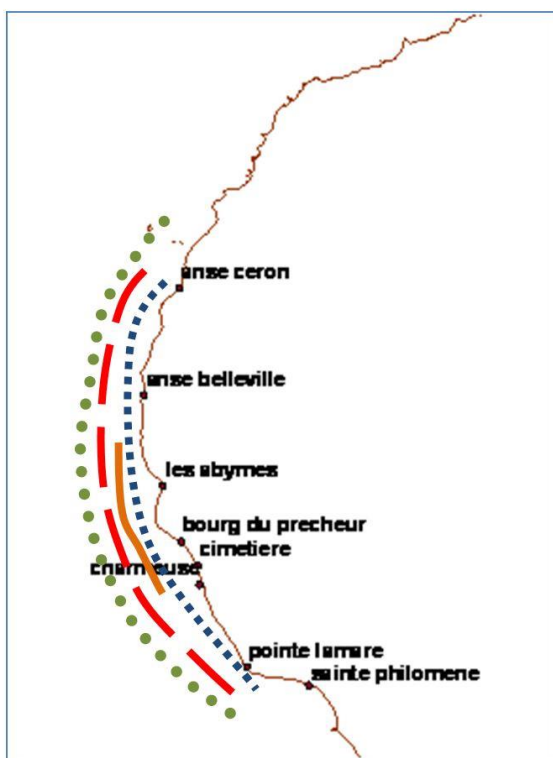 anse ceron
anse belleville
les abymes
bourg du precheur
cimetiere
charmeuse
pointe lamare
sainte philomene